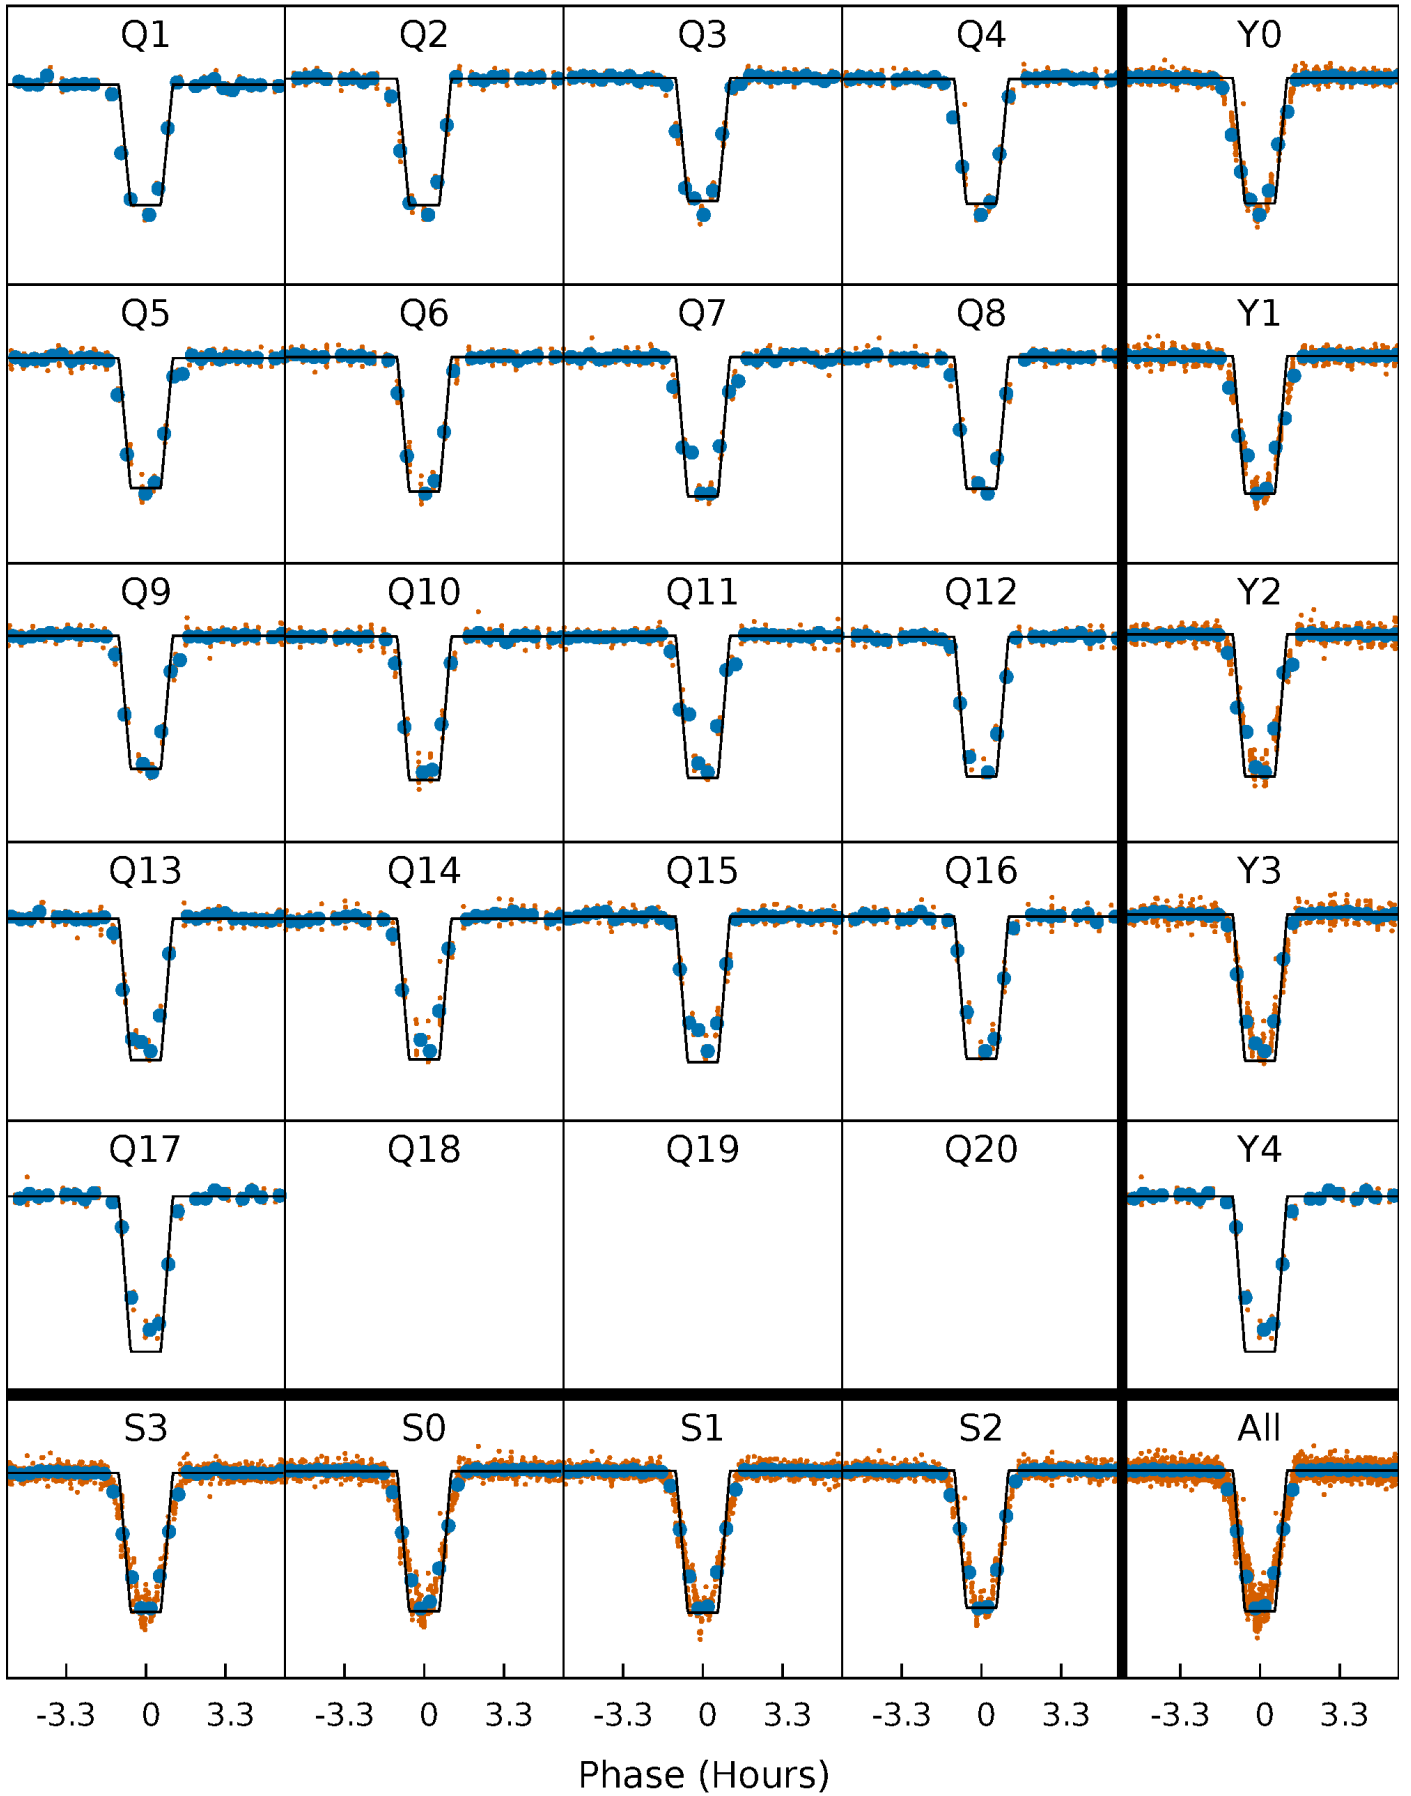 Q1 Q2 Q3 Q4 Y0
Q5 Q6 Q7 Q8 Y1
Q9 Q10 Q11 Q12 Y2
Q13 Q14 Q15 Q16 Y3
Q17 Q18 Q19 Q20 Y4
S3 S0 S1 S2 All
-3.3 0 3.3 -3.3 0 3.3 -3.3 0 3.3 -3.3 0 3.3 -3.3 0 3.3
Phase (Hours)